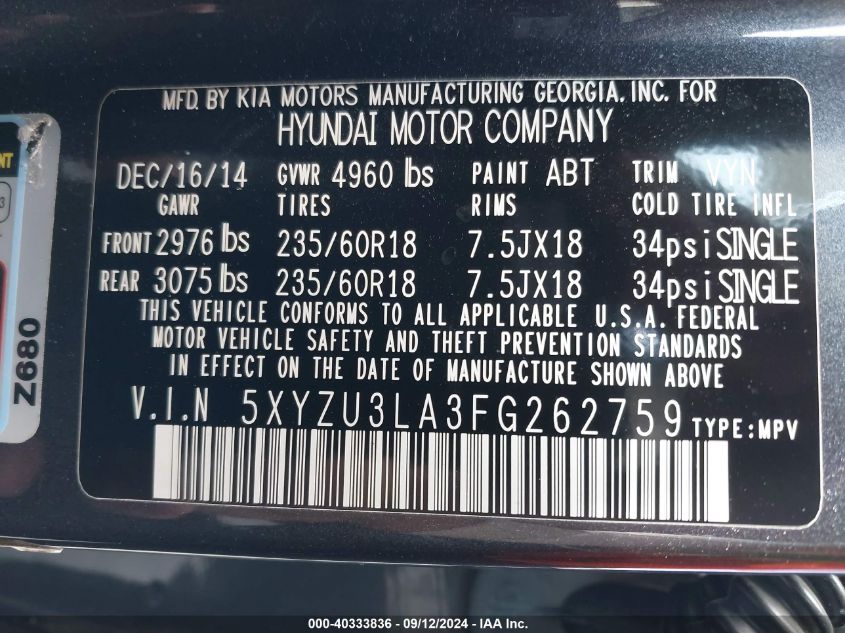 MFD. BY KIA MOTORS MANUFACTURING GEORGIA, INC. FOR
HYUNDAI MOTOR COMPANY
DEC/16/14 GVWR 4960 lbs PAINT ABT TRIM VYN
GAWR TIRES RIMS COLD TIRE INFL
FRONT 2976 lbs 235/60R18 7.5JX18 34psi SINGLE
REAR 3075 lbs 235/60R18 7.5JX18 34psi SINGLE
THIS VEHICLE CONFORMS TO ALL APPLICABLE U.S.A. FEDERAL
MOTOR VEHICLE SAFETY AND THEFT PREVENTION STANDARDS
IN EFFECT ON THE DATE OF MANUFACTURE SHOWN ABOVE
V.I.N 5XYZU3LA3FG262759 TYPE:MPV
Z680
000-40333836 - 09/12/2024 - IAA, Inc.